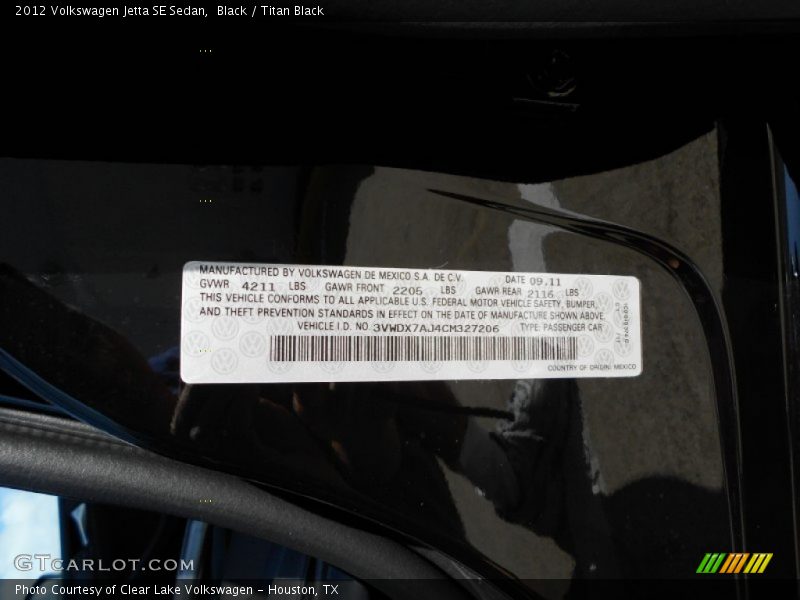 2012 Volkswagen Jetta SE Sedan,  Black / Titan Black
MANUFACTURED BY VOLKSWAGEN DE MEXICO S.A. DE C.V. DATE 09.11
GVWR 4211 LBS GAWR FRONT 2205 LBS GAWR REAR 2116 LBS
THIS VEHICLE CONFORMS TO ALL APPLICABLE U.S. FEDERAL MOTOR VEHICLE SAFETY, BUMPER,
AND THEFT PREVENTION STANDARDS IN EFFECT ON THE DATE OF MANUFACTURE SHOWN ABOVE.
VEHICLE I.D. NO. 3VWDX7AJ4CM327206 TYPE: PASSENGER CAR
COUNTRY OF ORIGIN: MEXICO
GTCARLOT.COM
Photo Courtesy of Clear Lake Volkswagen - Houston, TX